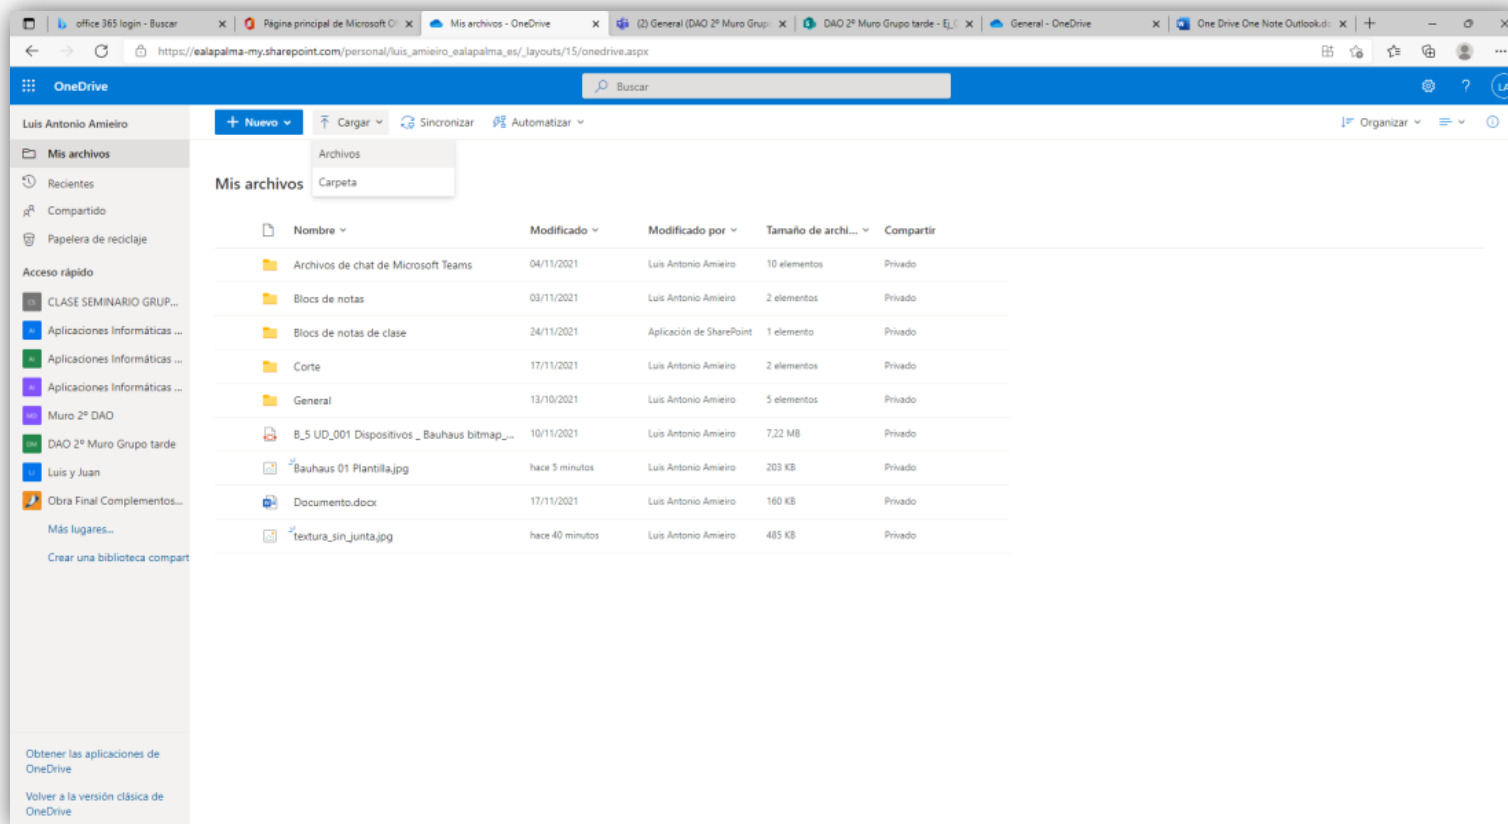 office 365 login - Buscar
Página principal de Microsoft O
Mis archivos - OneDrive
(2) General (DAO 2º Muro Grup
DAO 2º Muro Grupo tarde - Ej_
General - OneDrive
One Drive One Note Outlook.do
https://ealapalma-my.sharepoint.com/personal/luis_amieiro_ealapalma_es/_layouts/15/onedrive.aspx
OneDrive
Buscar
LA
Luis Antonio Amieiro
+ Nuevo
Cargar
Sincronizar
Automatizar
Organizar
Archivos
Carpeta
Mis archivos
Recientes
Compartido
Papelera de reciclaje
Acceso rápido
CS CLASE SEMINARIO GRUP...
AI Aplicaciones Informáticas ...
AI Aplicaciones Informáticas ...
AI Aplicaciones Informáticas ...
MD Muro 2º DAO
DM DAO 2º Muro Grupo tarde
LJ Luis y Juan
Obra Final Complementos...
Más lugares...
Crear una biblioteca compart
Obtener las aplicaciones de
OneDrive
Volver a la versión clásica de
OneDrive
Mis archivos
Nombre Modificado Modificado por Tamaño de archi... Compartir
Archivos de chat de Microsoft Teams 04/11/2021 Luis Antonio Amieiro 10 elementos Privado
Blocs de notas 03/11/2021 Luis Antonio Amieiro 2 elementos Privado
Blocs de notas de clase 24/11/2021 Aplicación de SharePoint 1 elemento Privado
Corte 17/11/2021 Luis Antonio Amieiro 2 elementos Privado
General 13/10/2021 Luis Antonio Amieiro 5 elementos Privado
B_5 UD_001 Dispositivos _ Bauhaus bitmap_... 10/11/2021 Luis Antonio Amieiro 7,22 MB Privado
Bauhaus 01 Plantilla.jpg hace 5 minutos Luis Antonio Amieiro 203 KB Privado
Documento.docx 17/11/2021 Luis Antonio Amieiro 160 KB Privado
textura_sin_junta.jpg hace 40 minutos Luis Antonio Amieiro 485 KB Privado